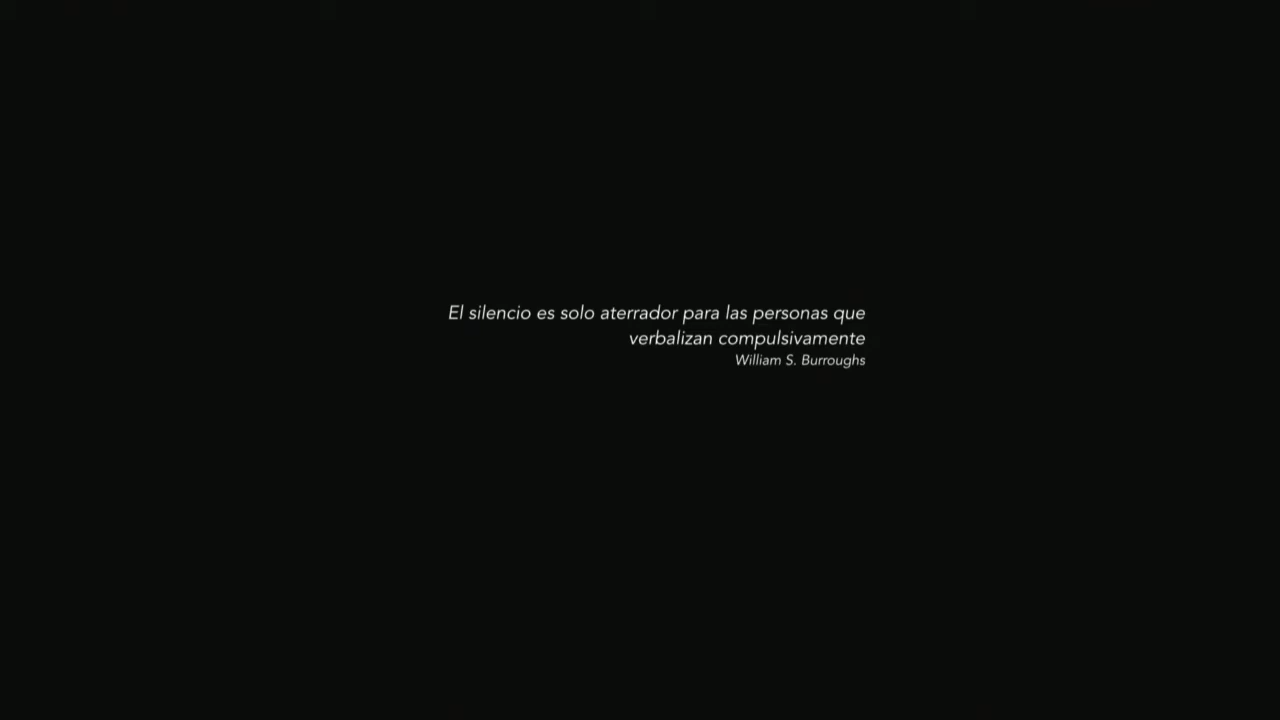 El silencio es solo aterrador para las personas que
verbalizan compulsivamente
William S. Burroughs